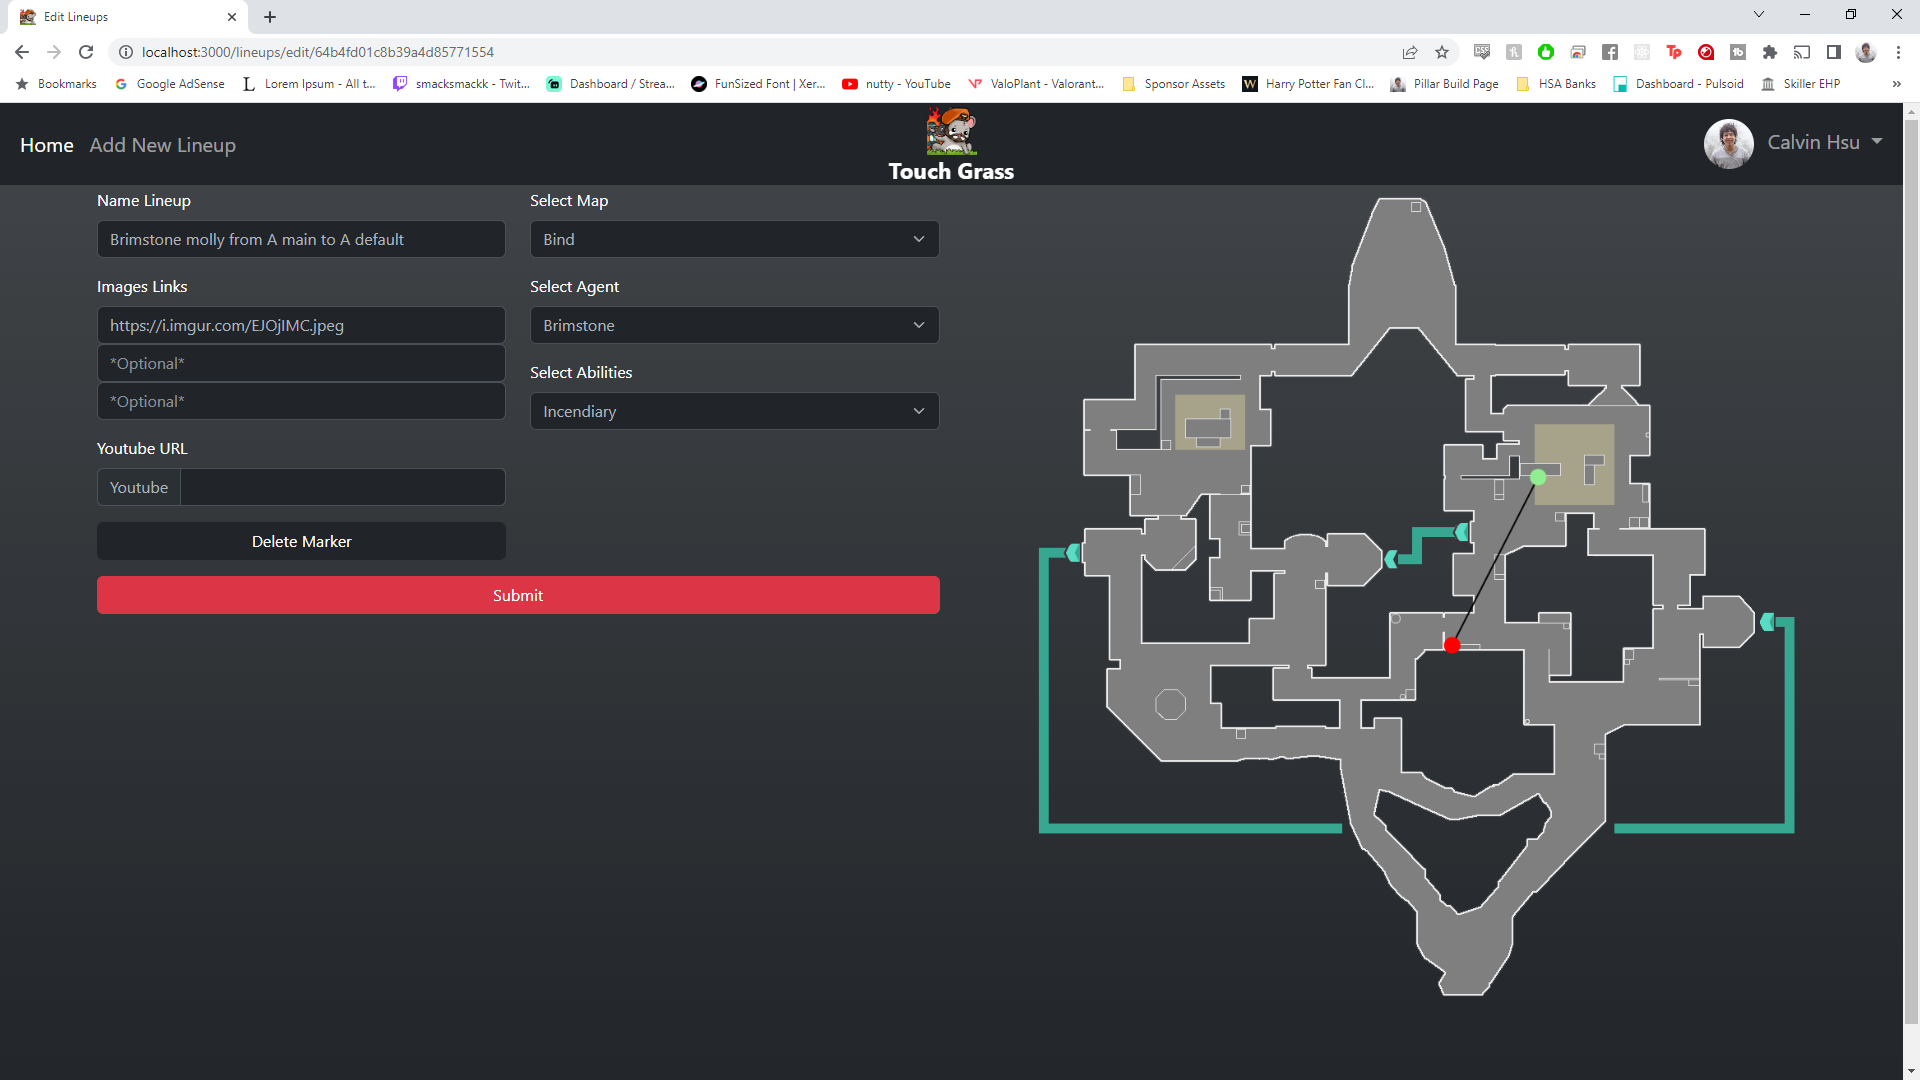 Edit Lineups
localhost:3000/lineups/edit/64b4fd01c8b39a4d85771554
Bookmarks
Google AdSense
Lorem Ipsum - All t...
smacksmackk - Twit...
Dashboard / Strea...
FunSized Font | Xer...
nutty - YouTube
ValoPlant - Valorant...
Sponsor Assets
Harry Potter Fan Cl...
Pillar Build Page
HSA Banks
Dashboard - Pulsoid
Skiller EHP
Home
Add New Lineup
Touch Grass
Calvin Hsu
Name Lineup
Brimstone molly from A main to A default
Images Links
https://i.imgur.com/EJOjIMC.jpeg
*Optional*
*Optional*
Youtube URL
Youtube
Delete Marker
Select Map
Bind
Select Agent
Brimstone
Select Abilities
Incendiary
Submit